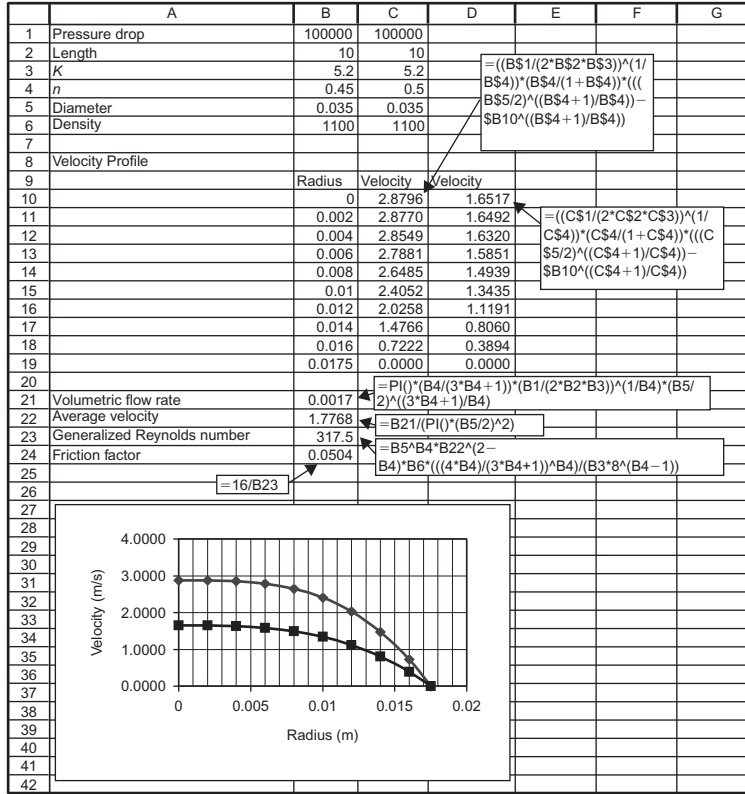 A B C D E F G
1 Pressure drop 100000 100000
2 Length 10 10
3 K 5.2 5.2
4 n 0.45 0.5
5 Diameter 0.035 0.035
6 Density 1100 1100
=((B$1/(2*B$2*B$3))^(1/
B$4))*(B$4/(1+B$4))*(((
B$5/2)^((B$4+1)/B$4))−
$B10^((B$4+1)/B$4))
7
8 Velocity Profile
9 Radius Velocity Velocity
10 0 2.8796 1.6517
11 0.002 2.8770 1.6492
12 0.004 2.8549 1.6320
13 0.006 2.7881 1.5851
14 0.008 2.6485 1.4939
15 0.01 2.4052 1.3435
16 0.012 2.0258 1.1191
17 0.014 1.4766 0.8060
18 0.016 0.7222 0.3894
19 0.0175 0.0000 0.0000
=((C$1/(2*C$2*C$3))^(1/
C$4))*(C$4/(1+C$4))*(((C
$5/2)^((C$4+1)/C$4))−
$B10^((C$4+1)/C$4))
20
21 Volumetric flow rate 0.0017
=PI()*(B4/(3*B4+1))*(B1/(2*B2*B3))^(1/B4)*(B5/
2)^((3*B4+1)/B4)
22 Average velocity 1.7768
=B21/(PI()*(B5/2)^2)
23 Generalized Reynolds number 317.5
=B5^B4*B22^(2−
B4)*B6*(((4*B4)/(3*B4+1))^B4)/(B3*8^(B4−1))
24 Friction factor 0.0504
25
=16/B23
26
27
28
29
30
31
32
33
34
35
36
37
38
39
40
41
42
4.0000
3.0000
2.0000
1.0000
0.0000
Velocity (m/s)
0 0.005 0.01 0.015 0.02
Radius (m)